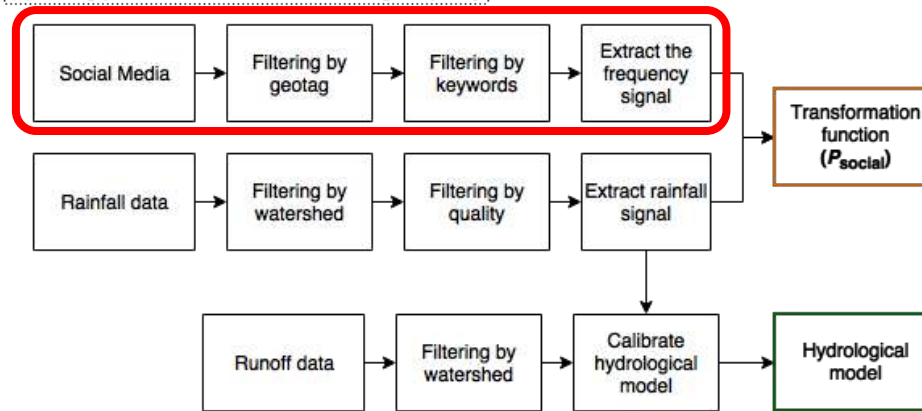 Social Media
Filtering by
geotag
Filtering by
keywords
Extract the
frequency
signal
Transformation
function
(P_social)
Rainfall data
Filtering by
watershed
Filtering by
quality
Extract rainfall
signal
Runoff data
Filtering by
watershed
Calibrate
hydrological
model
Hydrological
model